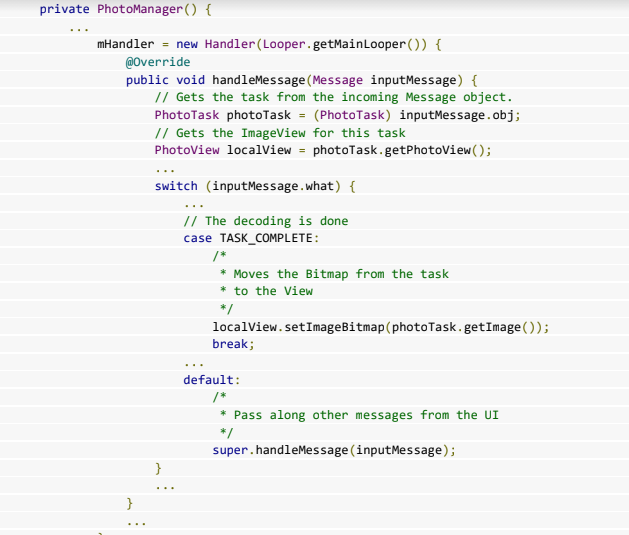 private PhotoManager() {
...
mHandler = new Handler(Looper.getMainLooper()) {
@Override
public void handleMessage(Message inputMessage) {
// Gets the task from the incoming Message object.
PhotoTask photoTask = (PhotoTask) inputMessage.obj;
// Gets the ImageView for this task
PhotoView localView = photoTask.getPhotoView();
...
switch (inputMessage.what) {
...
// The decoding is done
case TASK_COMPLETE:
/*
* Moves the Bitmap from the task
* to the View
*/
localView.setImageBitmap(photoTask.getImage());
break;
...
default:
/*
* Pass along other messages from the UI
*/
super.handleMessage(inputMessage);
}
...
}
...